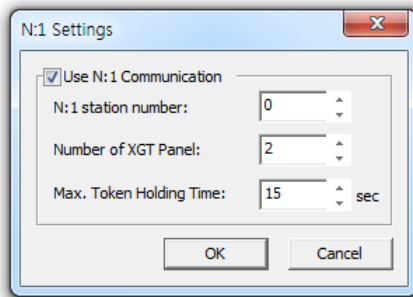 N:1 Settings
Use N:1 Communication
N:1 station number: 0
Number of XGT Panel: 2
Max. Token Holding Time: 15 sec
OK Cancel